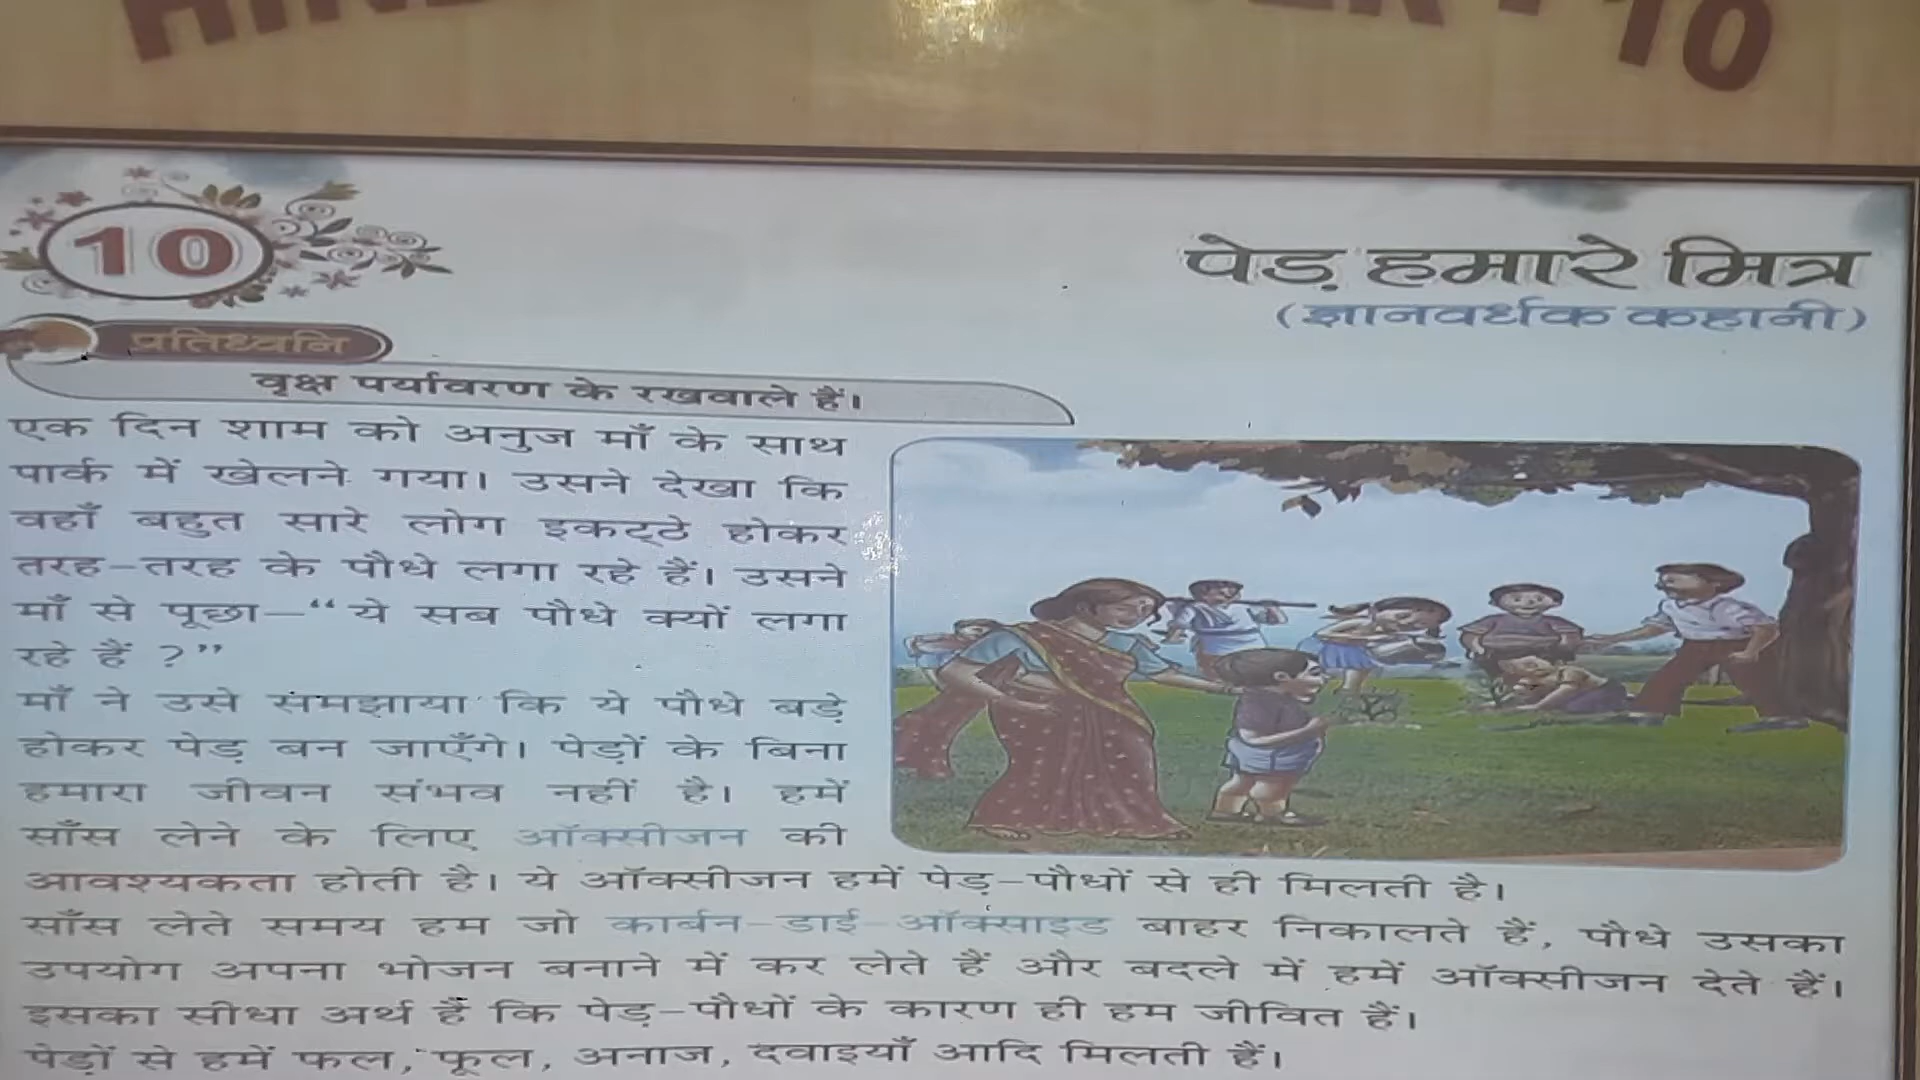 10
10
पेड़ हमारे मित्र
(ज्ञानवर्धक कहानी)
प्रतिध्वनि
वृक्ष पर्यावरण के रखवाले हैं।
एक दिन शाम को अनुज माँ के साथ
पार्क में खेलने गया। उसने देखा कि
वहाँ बहुत सारे लोग इकट्ठे होकर
तरह-तरह के पौधे लगा रहे हैं। उसने
माँ से पूछा—“ये सब पौधे क्यों लगा
रहे हैं ?”
माँ ने उसे समझाया कि ये पौधे बड़े
होकर पेड़ बन जाएँगे। पेड़ों के बिना
हमारा जीवन संभव नहीं है। हमें
साँस लेने के लिए ऑक्सीजन की
आवश्यकता होती है। ये ऑक्सीजन हमें पेड़-पौधों से ही मिलती है।
साँस लेते समय हम जो कार्बन-डाई-ऑक्साइड बाहर निकालते हैं, पौधे उसका
उपयोग अपना भोजन बनाने में कर लेते हैं और बदले में हमें ऑक्सीजन देते हैं।
इसका सीधा अर्थ है कि पेड़-पौधों के कारण ही हम जीवित हैं।
पेड़ों से हमें फल, फूल, अनाज, दवाइयाँ आदि मिलती हैं।